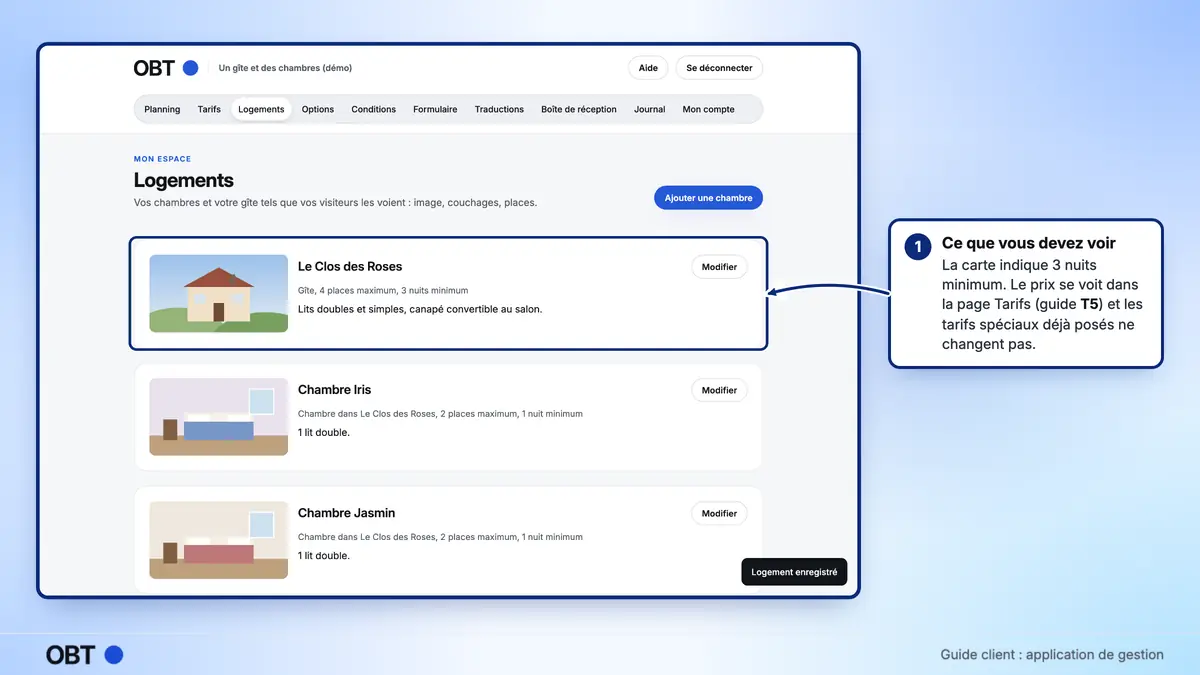 OBT
Un gîte et des chambres (démo)
Aide
Se déconnecter
Planning
Tarifs
Logements
Options
Conditions
Formulaire
Traductions
Boîte de réception
Journal
Mon compte
MON ESPACE
Logements
Vos chambres et votre gîte tels que vos visiteurs les voient : image, couchages, places.
Ajouter une chambre
Le Clos des Roses
Modifier
Gîte, 4 places maximum, 3 nuits minimum
Lits doubles et simples, canapé convertible au salon.
Chambre Iris
Modifier
Chambre dans Le Clos des Roses, 2 places maximum, 1 nuit minimum
1 lit double.
Chambre Jasmin
Modifier
Chambre dans Le Clos des Roses, 2 places maximum, 1 nuit minimum
1 lit double.
Logement enregistré
1
Ce que vous devez voir
La carte indique 3 nuits
minimum. Le prix se voit dans
la page Tarifs (guide T5) et les
tarifs spéciaux déjà posés ne
changent pas.
OBT
Guide client : application de gestion